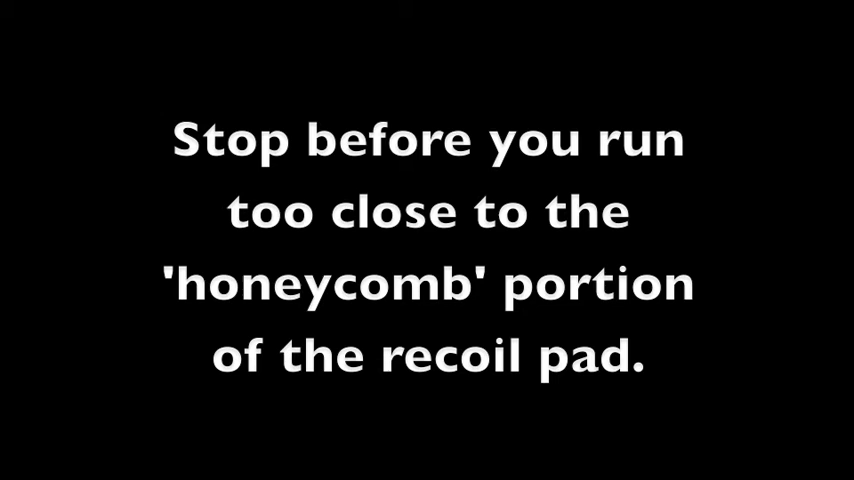 Stop before you run
too close to the
'honeycomb' portion
of the recoil pad.